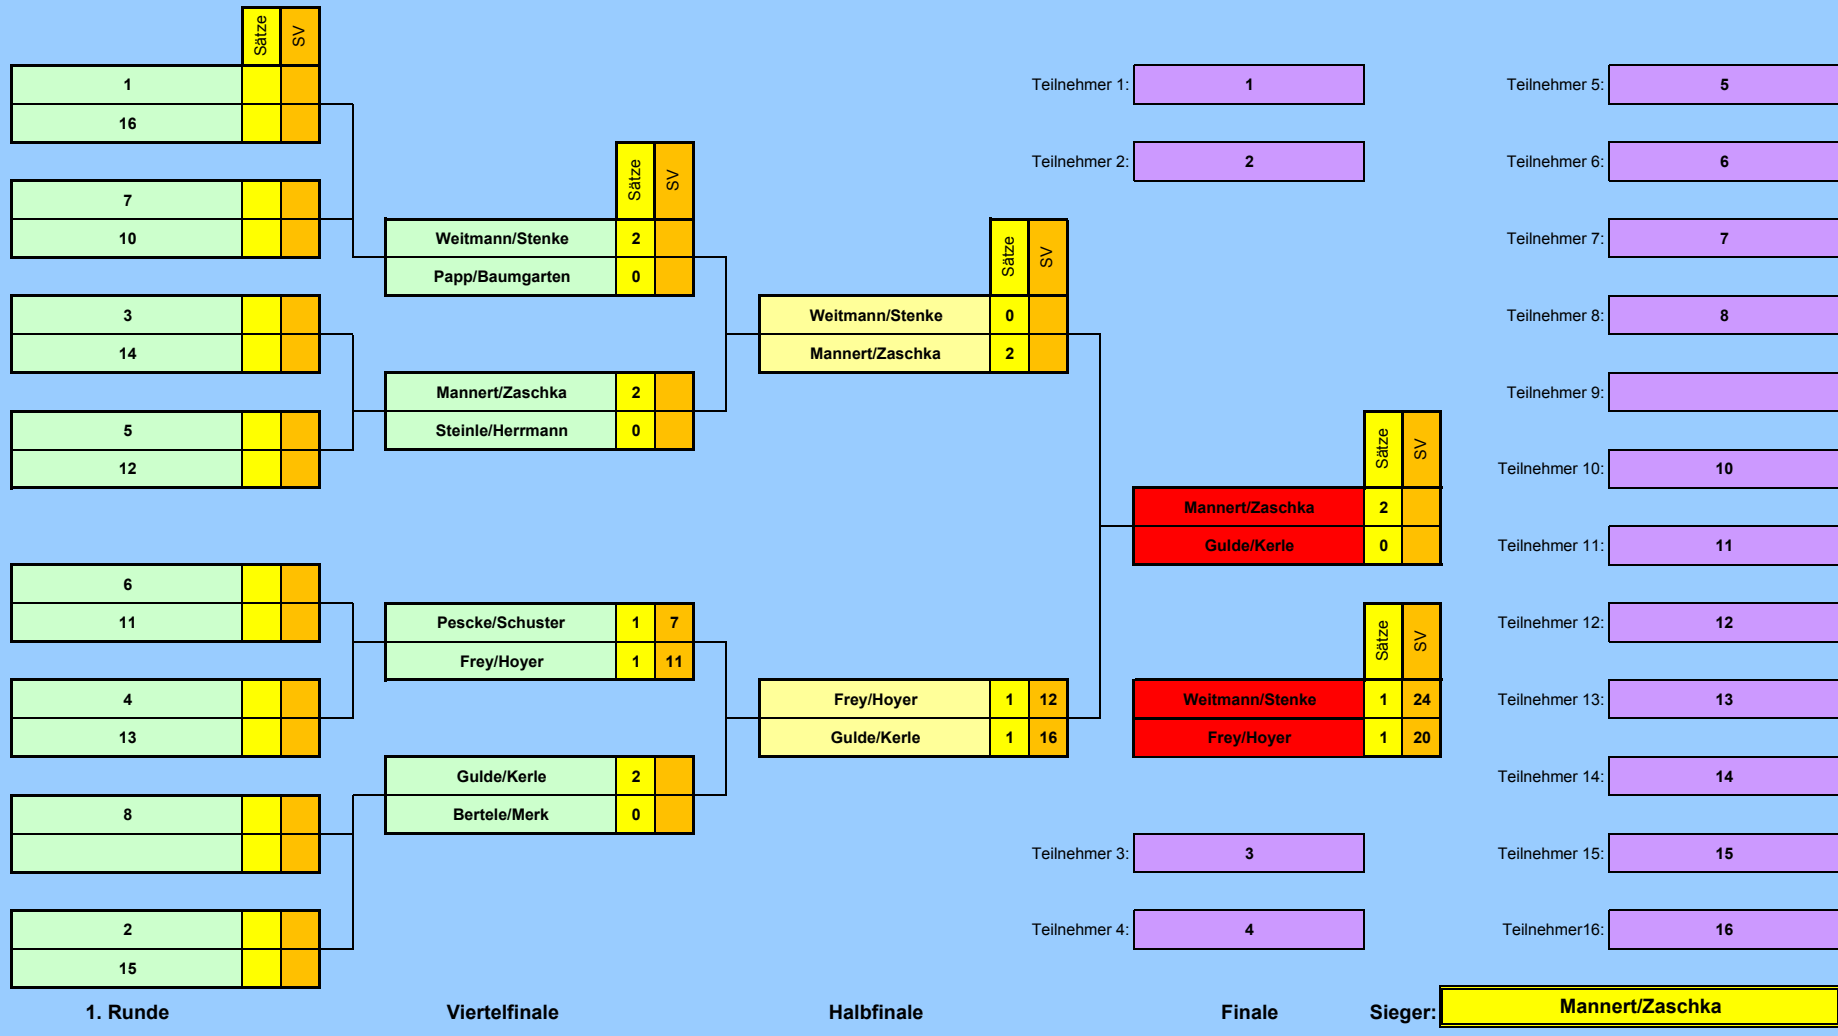 Sätze SV
1
16
7
10
3
14
5
12
6
11
4
13
8
2
15
1. Runde
Sätze SV
Weitmann/Stenke 2
Papp/Baumgarten 0
Mannert/Zaschka 2
Steinle/Herrmann 0
Pescke/Schuster 1 7
Frey/Hoyer 1 11
Gulde/Kerle 2
Bertele/Merk 0
Viertelfinale
Sätze SV
Weitmann/Stenke 0
Mannert/Zaschka 2
Frey/Hoyer 1 12
Gulde/Kerle 1 16
Halbfinale
Teilnehmer 1: 1
Teilnehmer 2: 2
Sätze SV
Mannert/Zaschka 2
Gulde/Kerle 0
Sätze SV
Weitmann/Stenke 1 24
Frey/Hoyer 1 20
Teilnehmer 3: 3
Teilnehmer 4: 4
Finale
Teilnehmer 5: 5
Teilnehmer 6: 6
Teilnehmer 7: 7
Teilnehmer 8: 8
Teilnehmer 9:
Teilnehmer 10: 10
Teilnehmer 11: 11
Teilnehmer 12: 12
Teilnehmer 13: 13
Teilnehmer 14: 14
Teilnehmer 15: 15
Teilnehmer16: 16
Sieger: Mannert/Zaschka